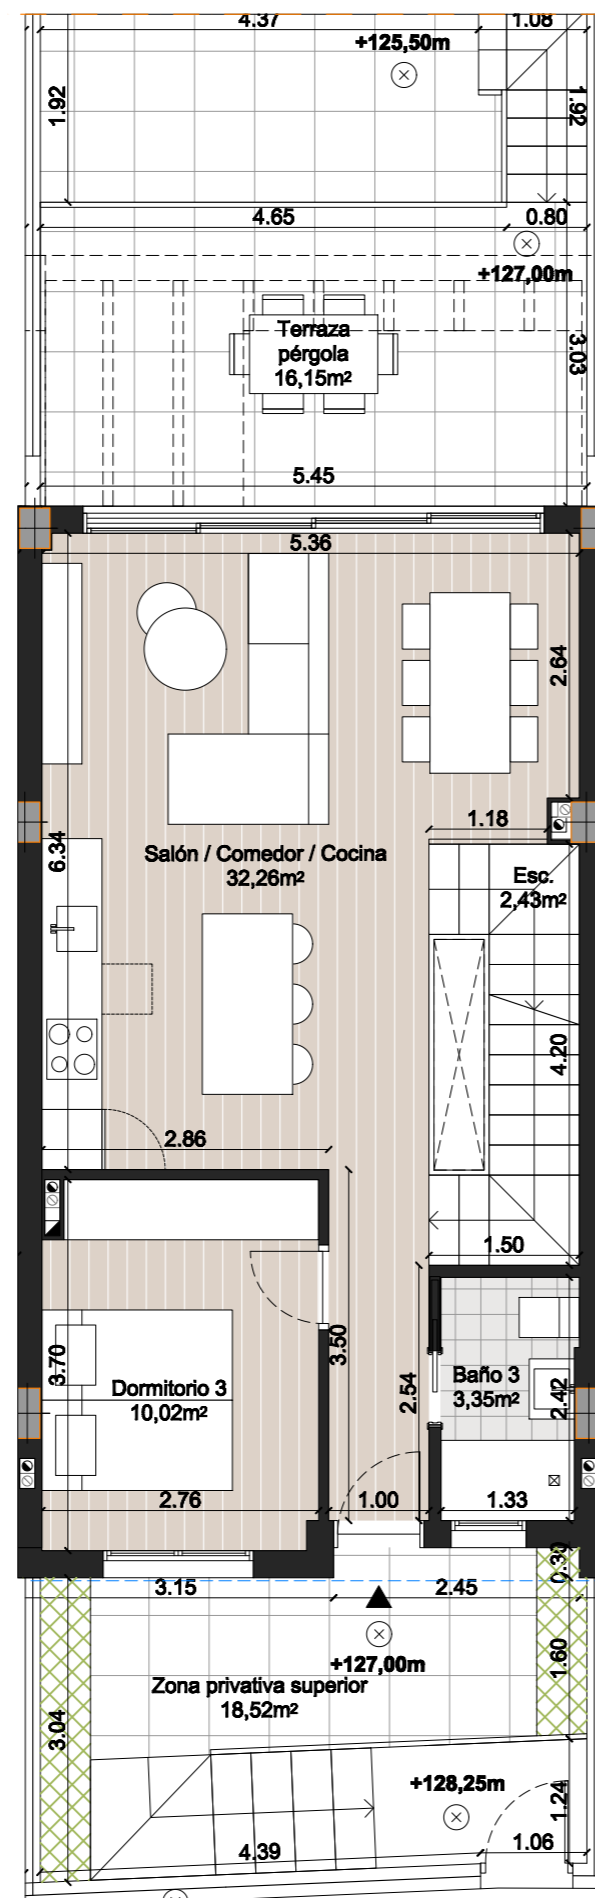 4.37
1.08
+125,50m
1.92
1.92
4.65
0.80
+127,00m
Terraza
pérgola
16,15m²
3.03
5.45
5.36
2.64
1.18
6.34
Salón / Comedor / Cocina
32,26m²
Esc.
2,43m²
4.20
2.86
1.50
3.50
3.70
2.54
Dormitorio 3
10,02m²
Baño 3
3,35m²
2.42
2.76
1.00
1.33
0.30
3.15
2.45
+127,00m
1.60
Zona privativa superior
18,52m²
3.04
+128,25m
1.24
4.39
1.06